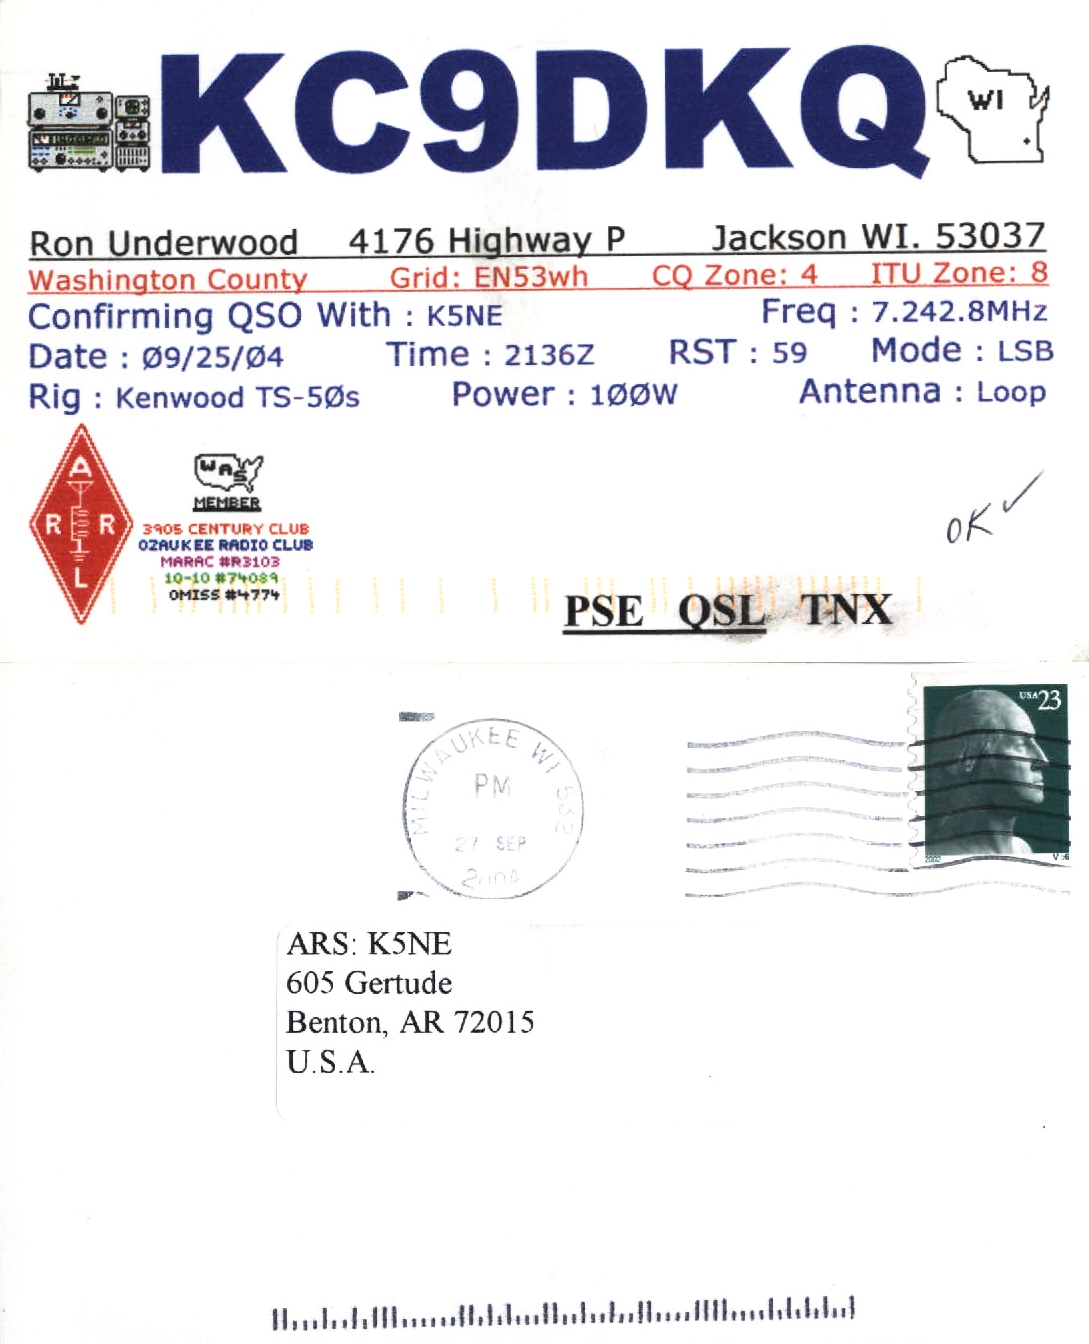 KC9DKQ
WI
Ron Underwood 4176 Highway P Jackson WI. 53037
Washington County Grid: EN53wh CQ Zone: 4 ITU Zone: 8
Confirming QSO With : K5NE Freq : 7.242.8MHz
Date : Ø9/25/Ø4 Time : 2136Z RST : 59 Mode : LSB
Rig : Kenwood TS-5Øs Power : 1ØØW Antenna : Loop
A
R R
L
WAS
MEMBER
3905 CENTURY CLUB
OZAUKEE RADIO CLUB
MARAC #R3103
10-10 #74089
OMISS #4774
OK ✓
PSE QSL TNX
USA 23
2002
MILWAUKEE WI 532
PM
27 SEP
ARS: K5NE
605 Gertude
Benton, AR 72015
U.S.A.